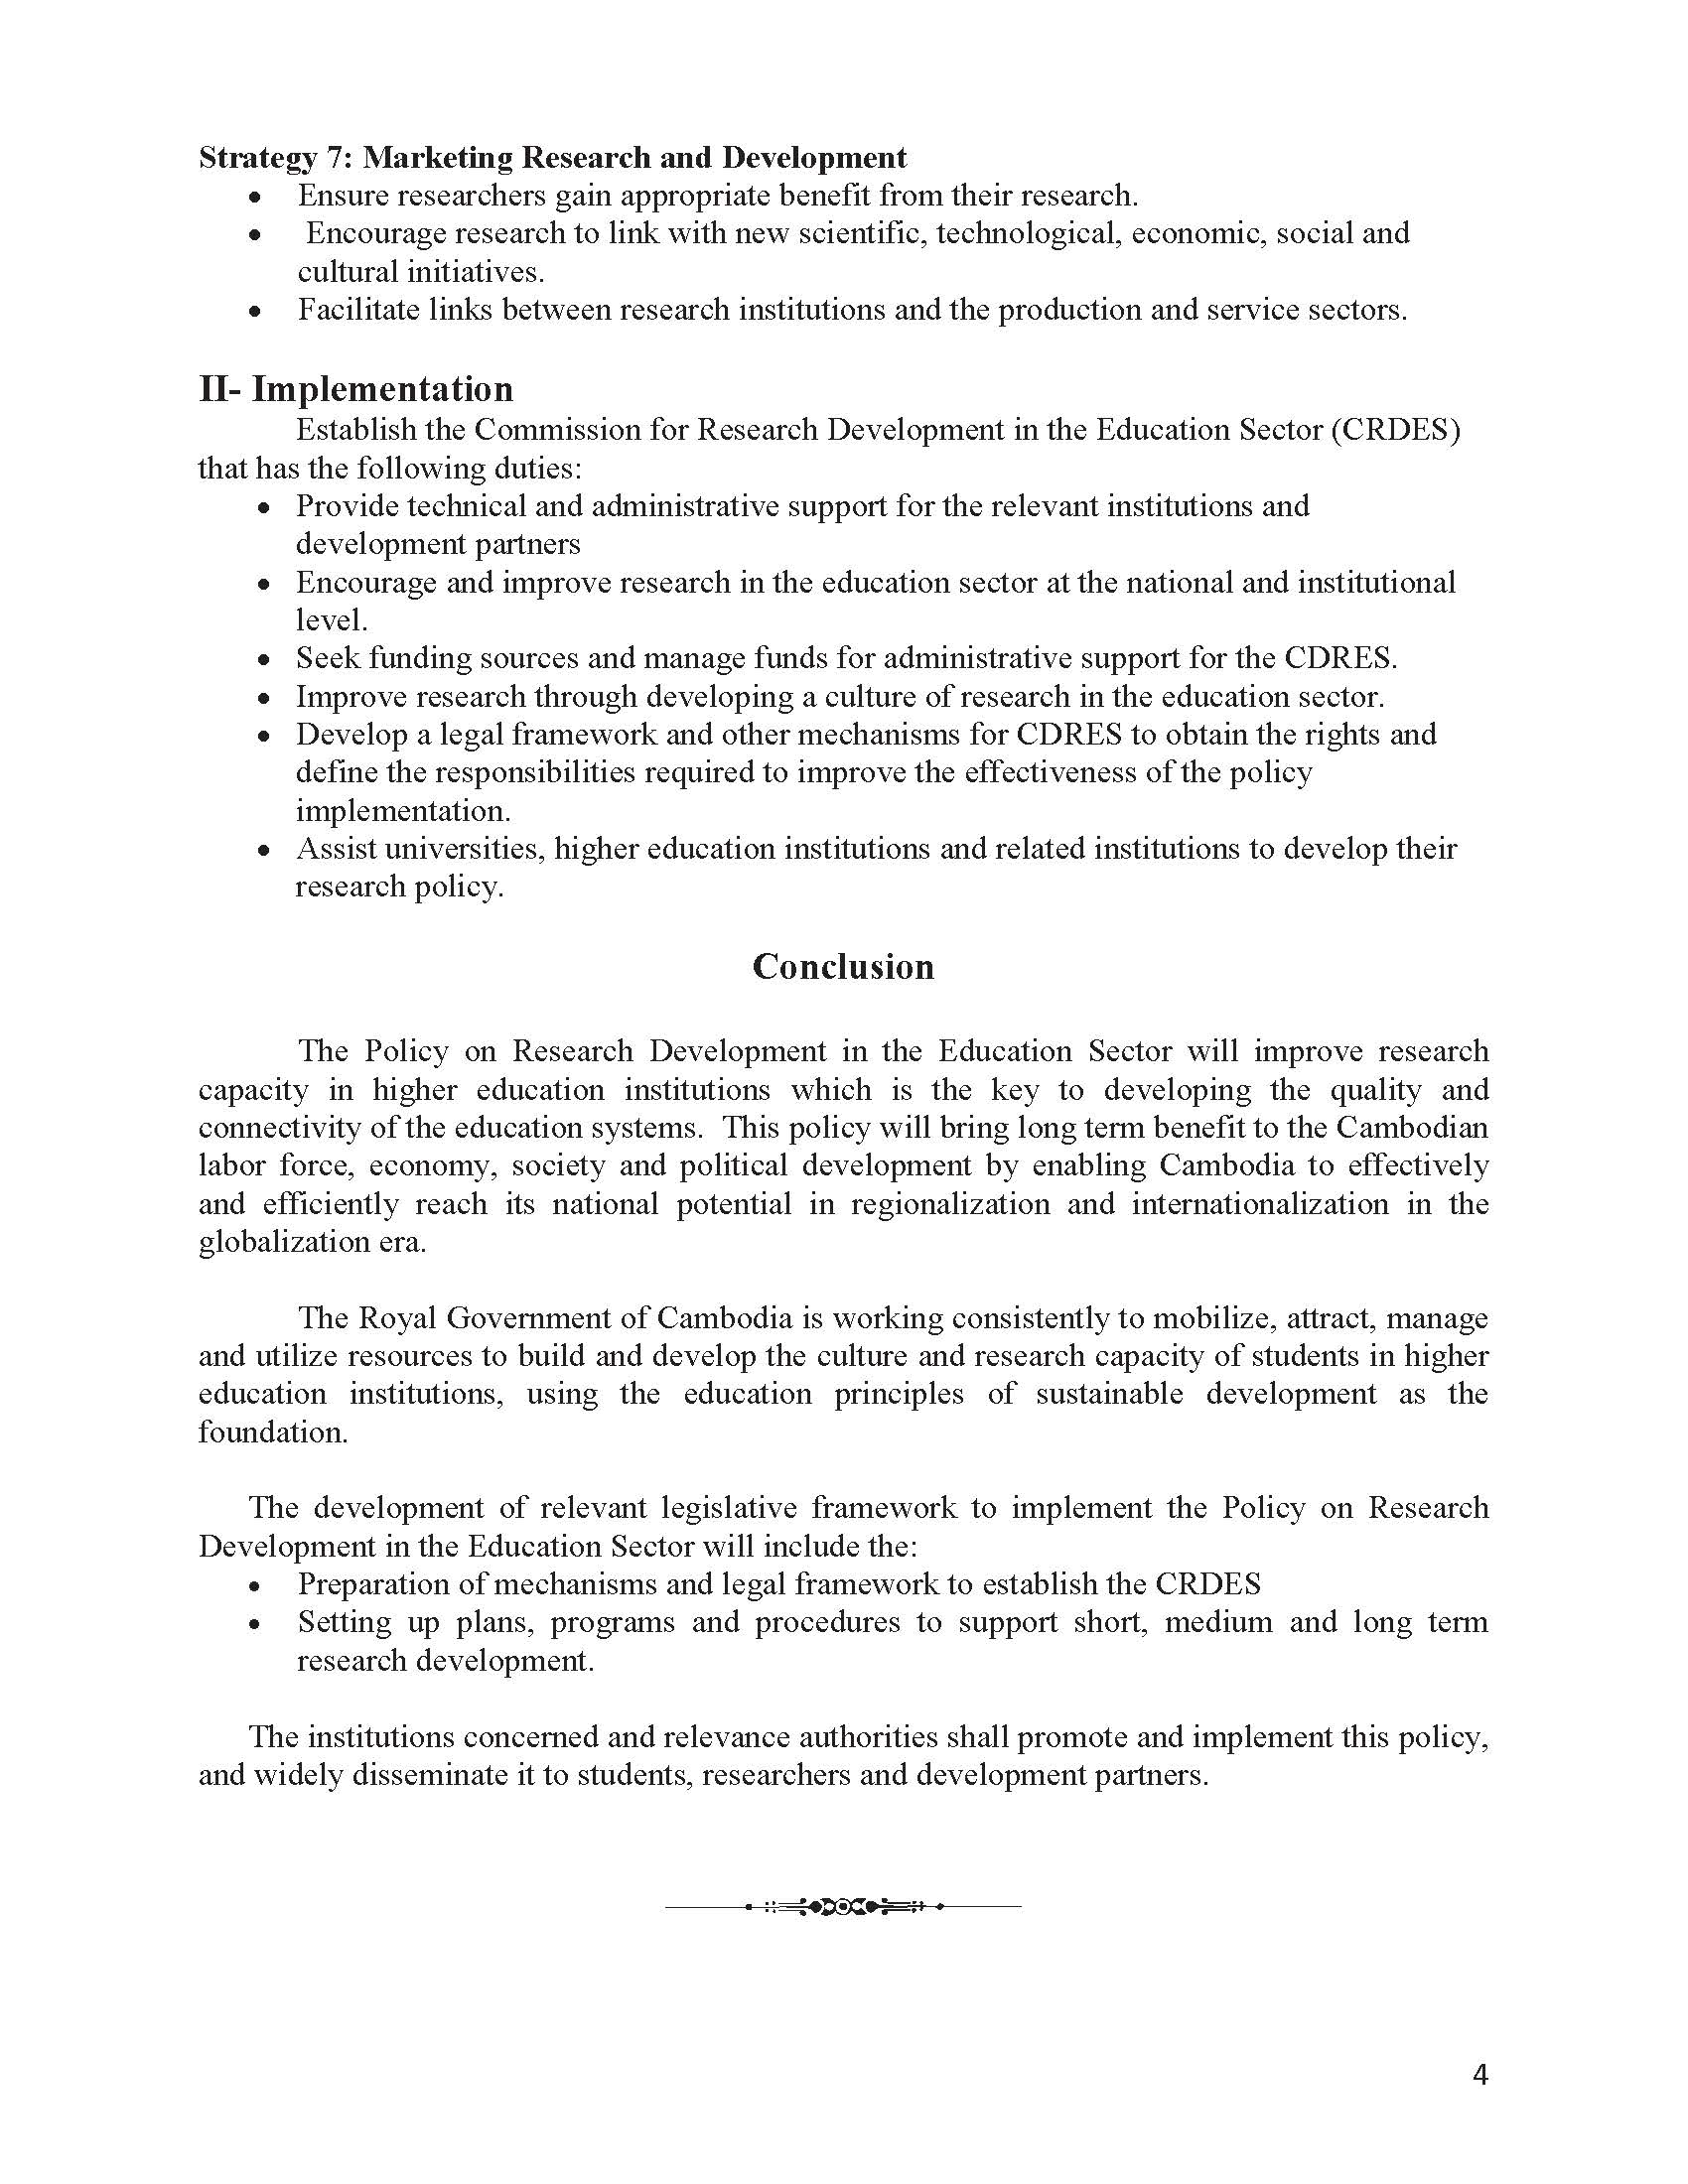 Strategy 7: Marketing Research and Development
• Ensure researchers gain appropriate benefit from their research.
• Encourage research to link with new scientific, technological, economic, social and
cultural initiatives.
• Facilitate links between research institutions and the production and service sectors.
II- Implementation
Establish the Commission for Research Development in the Education Sector (CRDES)
that has the following duties:
• Provide technical and administrative support for the relevant institutions and
development partners
• Encourage and improve research in the education sector at the national and institutional
level.
• Seek funding sources and manage funds for administrative support for the CDRES.
• Improve research through developing a culture of research in the education sector.
• Develop a legal framework and other mechanisms for CDRES to obtain the rights and
define the responsibilities required to improve the effectiveness of the policy
implementation.
• Assist universities, higher education institutions and related institutions to develop their
research policy.
Conclusion
The Policy on Research Development in the Education Sector will improve research
capacity in higher education institutions which is the key to developing the quality and
connectivity of the education systems. This policy will bring long term benefit to the Cambodian
labor force, economy, society and political development by enabling Cambodia to effectively
and efficiently reach its national potential in regionalization and internationalization in the
globalization era.
The Royal Government of Cambodia is working consistently to mobilize, attract, manage
and utilize resources to build and develop the culture and research capacity of students in higher
education institutions, using the education principles of sustainable development as the
foundation.
The development of relevant legislative framework to implement the Policy on Research
Development in the Education Sector will include the:
• Preparation of mechanisms and legal framework to establish the CRDES
• Setting up plans, programs and procedures to support short, medium and long term
research development.
The institutions concerned and relevance authorities shall promote and implement this policy,
and widely disseminate it to students, researchers and development partners.
4